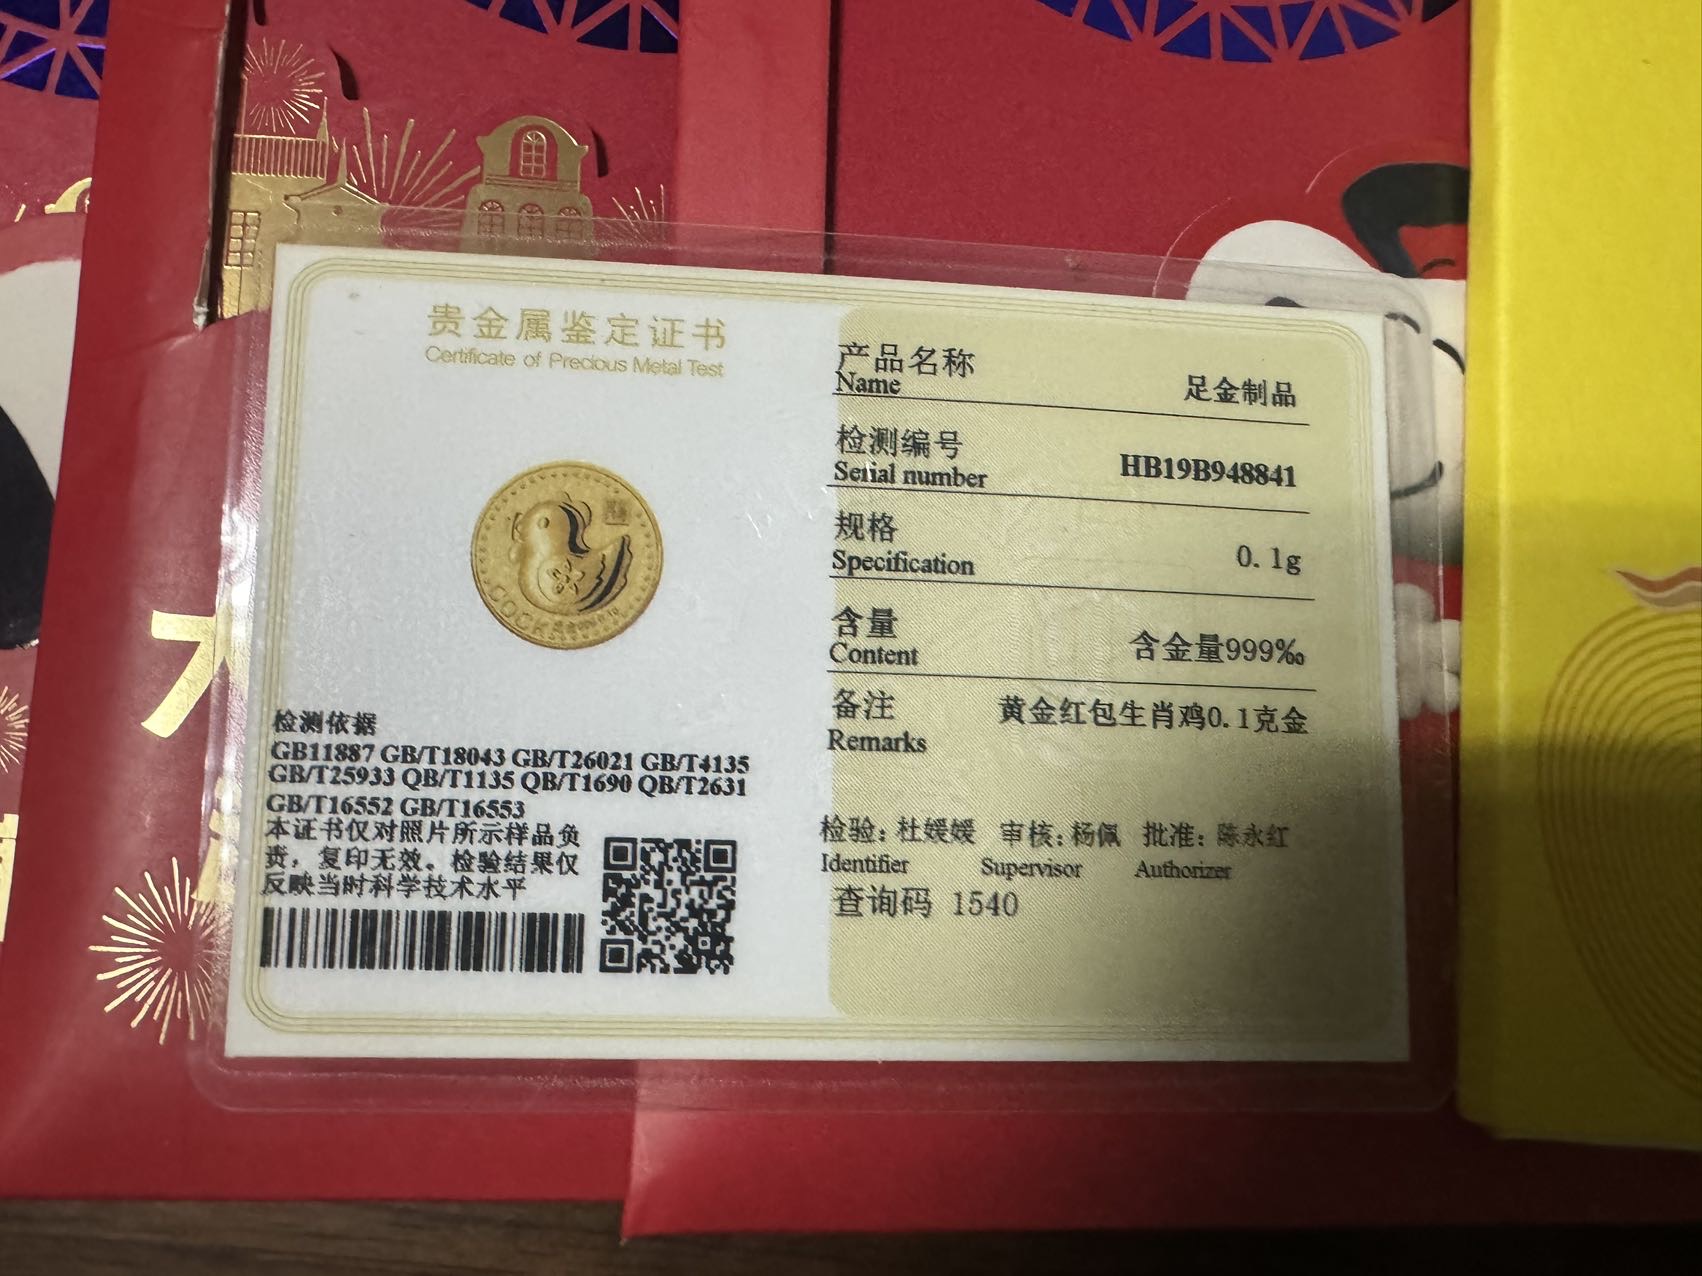 贵金属鉴定证书
Certificate of Precious Metal Test
检测依据
GB11887 GB/T18043 GB/T26021 GB/T4135
GB/T25933 QB/T1135 QB/T1690 QB/T2631
GB/T16552 GB/T16553
本证书仅对照片所示样品负
责，复印无效。检验结果仅
反映当时科学技术水平
产品名称
Name
足金制品
检测编号
Serial number
HB19B948841
规格
Specification
0.1g
含量
Content
含金量999‰
备注
Remarks
黄金红包生肖鸡0.1克金
检验：杜媛媛 审核：杨佩 批准：陈永红
Identifier Supervisor Authorizer
查询码 1540